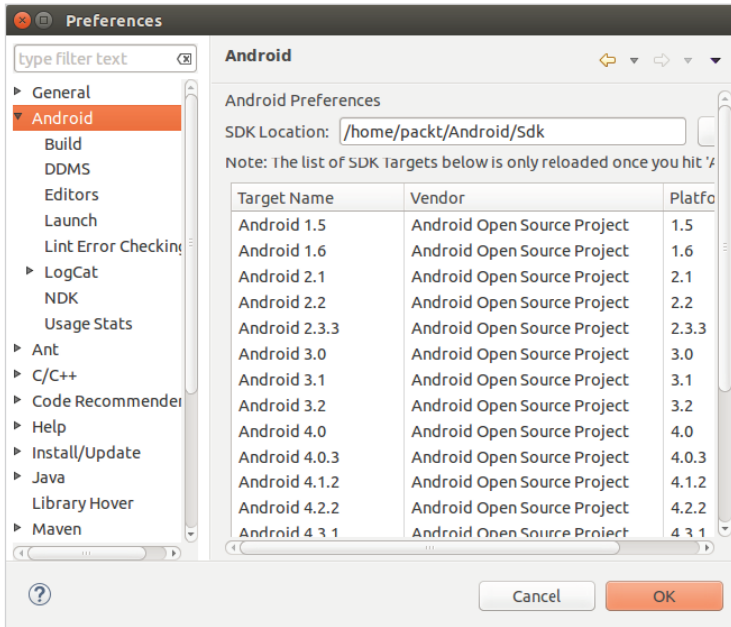 Preferences
type filter text
General
Android
Build
DDMS
Editors
Launch
Lint Error Checking
LogCat
NDK
Usage Stats
Ant
C/C++
Code Recommender
Help
Install/Update
Java
Library Hover
Maven
Android
Android Preferences
SDK Location: /home/packt/Android/Sdk
Note: The list of SDK Targets below is only reloaded once you hit 'A
Target Name Vendor Platfo
Android 1.5 Android Open Source Project 1.5
Android 1.6 Android Open Source Project 1.6
Android 2.1 Android Open Source Project 2.1
Android 2.2 Android Open Source Project 2.2
Android 2.3.3 Android Open Source Project 2.3.3
Android 3.0 Android Open Source Project 3.0
Android 3.1 Android Open Source Project 3.1
Android 3.2 Android Open Source Project 3.2
Android 4.0 Android Open Source Project 4.0
Android 4.0.3 Android Open Source Project 4.0.3
Android 4.1.2 Android Open Source Project 4.1.2
Android 4.2.2 Android Open Source Project 4.2.2
Android 4.3.1 Android Open Source Project 4.3.1
Cancel OK